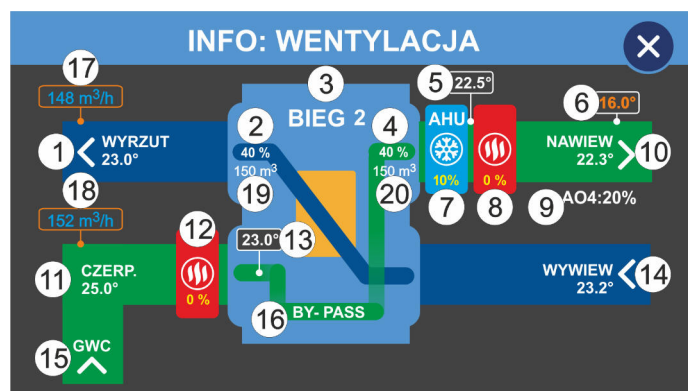 INFO: WENTYLACJA
17
148 m³/h
3
5
22.5°
6
16.0°
BIEG 2
1
WYRZUT
23.0°
2
40 %
150 m³
4
40 %
150 m³
AHU
10%
0 %
NAWIEW
22.3°
10
18
152 m³/h
19
20
7
8
9
AO4:20%
12
0 %
23.0°
13
11
CZERP.
25.0°
WYWIEW
23.2°
14
16
BY- PASS
15
GWC